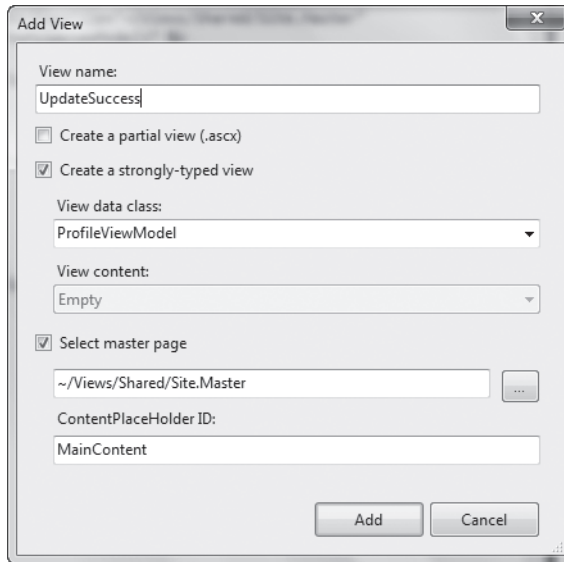 Add View
View name:
UpdateSuccess
Create a partial view (.ascx)
Create a strongly-typed view
View data class:
ProfileViewModel
View content:
Empty
Select master page
~/Views/Shared/Site.Master
...
ContentPlaceHolder ID:
MainContent
Add Cancel